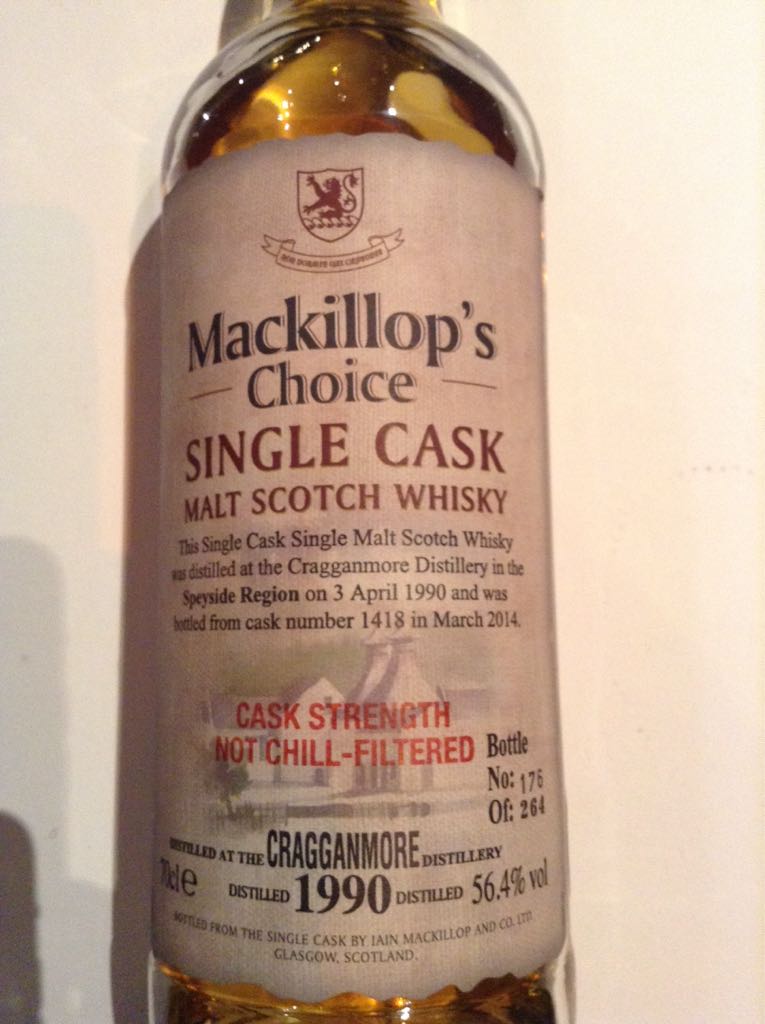 Mackillop's
Choice
SINGLE CASK
MALT SCOTCH WHISKY
This Single Cask Single Malt Scotch Whisky
was distilled at the Cragganmore Distillery in the
Speyside Region on 3 April 1990 and was
bottled from cask number 1418 in March 2014.
CASK STRENGTH
NOT CHILL-FILTERED
Bottle
No: 176
Of: 264
DISTILLED AT THE CRAGGANMORE DISTILLERY
70cl e DISTILLED 1990 DISTILLED 56.4% vol
BOTTLED FROM THE SINGLE CASK BY IAIN MACKILLOP AND CO. LTD
GLASGOW, SCOTLAND.